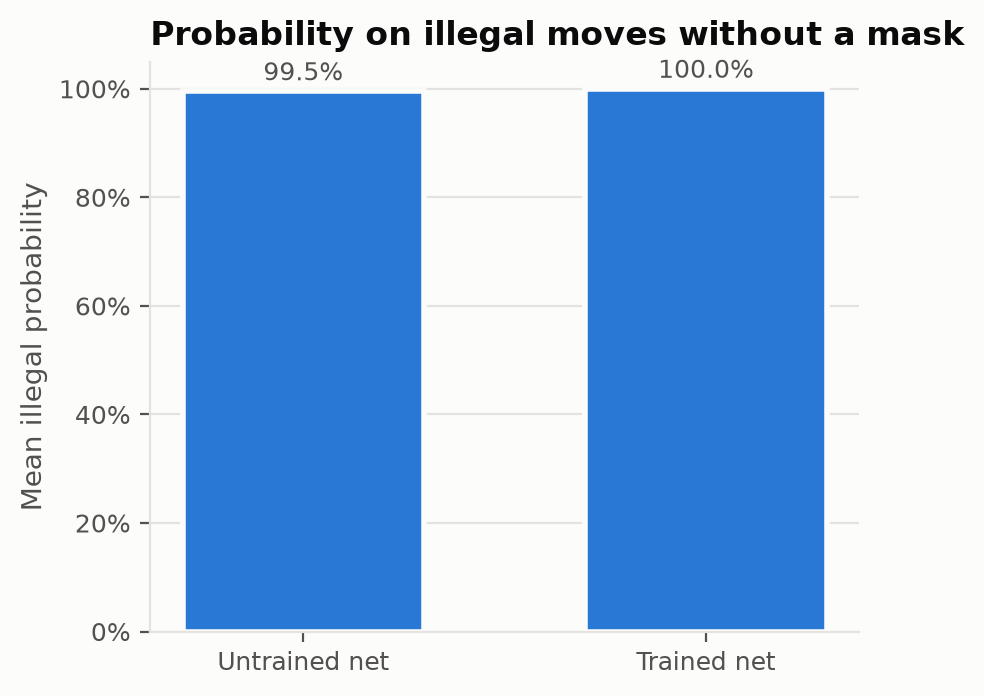 Probability on illegal moves without a mask
99.5%
100.0%
100%
80%
60%
40%
20%
0%
Mean illegal probability
Untrained net
Trained net